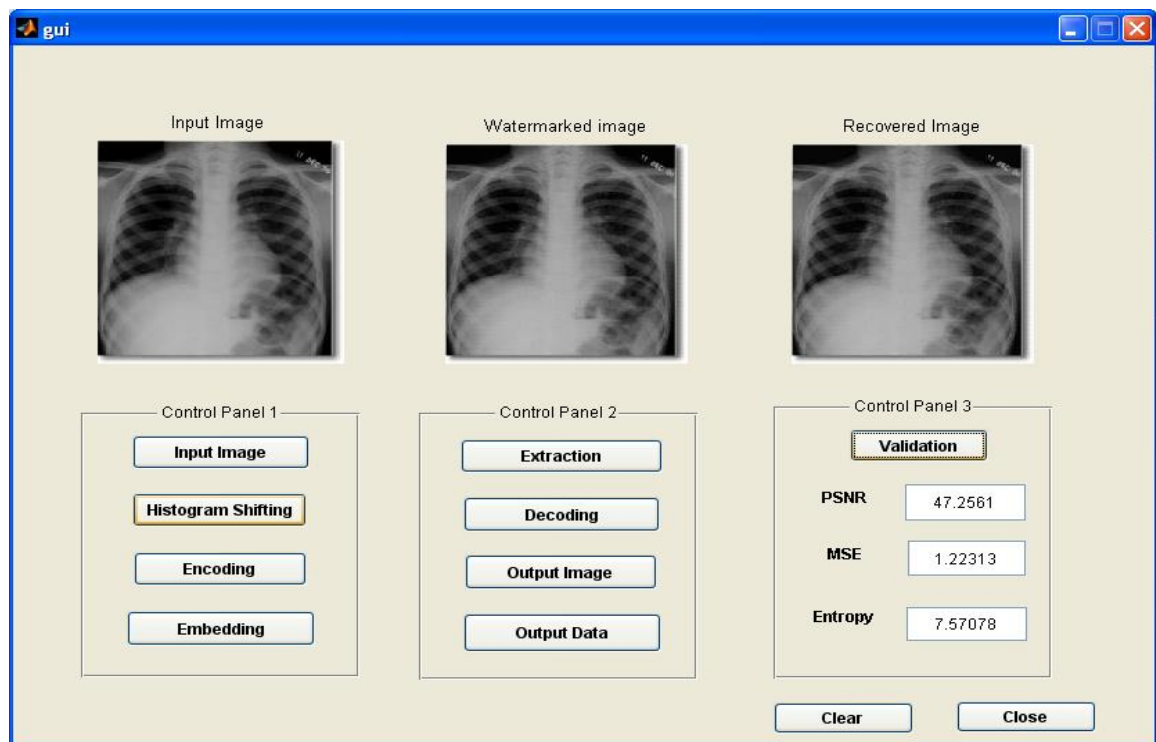 gui
Input Image
Watermarked image
Recovered Image
Control Panel 1
Input Image
Histogram Shifting
Encoding
Embedding
Control Panel 2
Extraction
Decoding
Output Image
Output Data
Control Panel 3
Validation
PSNR 47.2561
MSE 1.22313
Entropy 7.57078
Clear
Close